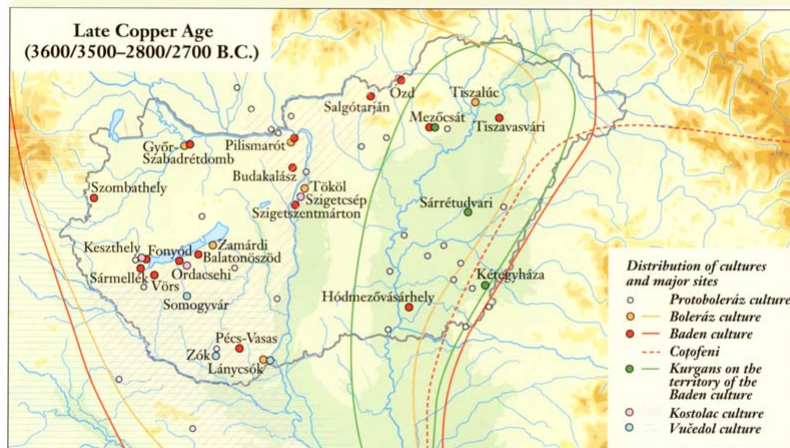 Late Copper Age
(3600/3500–2800/2700 B.C.)
Ózd
Salgótarján
Tiszalúc
Mezőcsát
Tiszavasvári
Győr-
Szabadrétdomb
Pilismarót
Budakalász
Szombathely
Tököl
Szigetcsép
Szigetszentmárton
Sárrétudvari
Keszthely
Fonyód
Zamárdi
Balatonöszöd
Ordacsehi
Sármellék
Vörs
Somogyvár
Kétegyháza
Hódmezővásárhely
Pécs-Vasas
Zók
Lánycsók
Distribution of cultures
and major sites
Protoboleráz culture
Boleráz culture
Baden culture
Coţofeni
Kurgans on the
territory of the
Baden culture
Kostolac culture
Vučedol culture